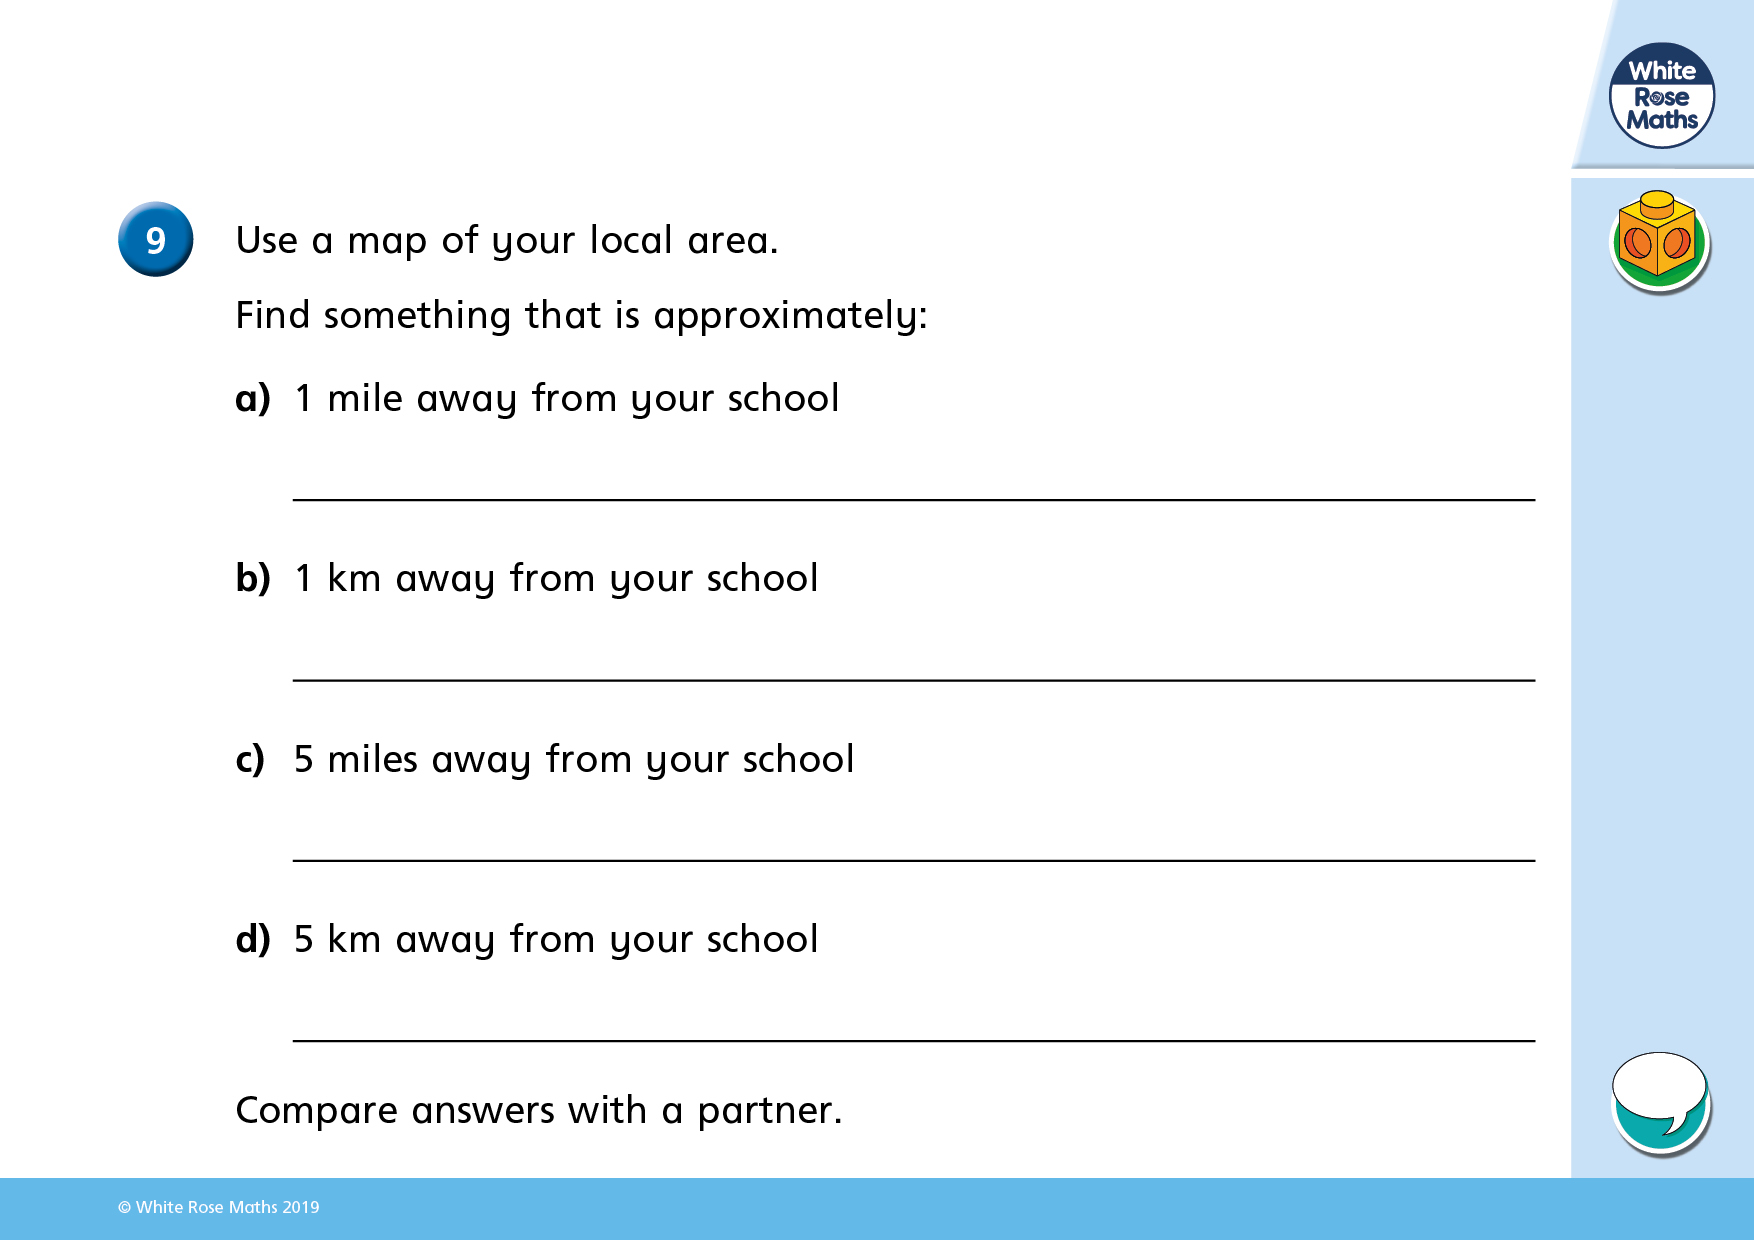 White
Rose
Maths
9 Use a map of your local area.
Find something that is approximately:
a) 1 mile away from your school
b) 1 km away from your school
c) 5 miles away from your school
d) 5 km away from your school
Compare answers with a partner.
© White Rose Maths 2019